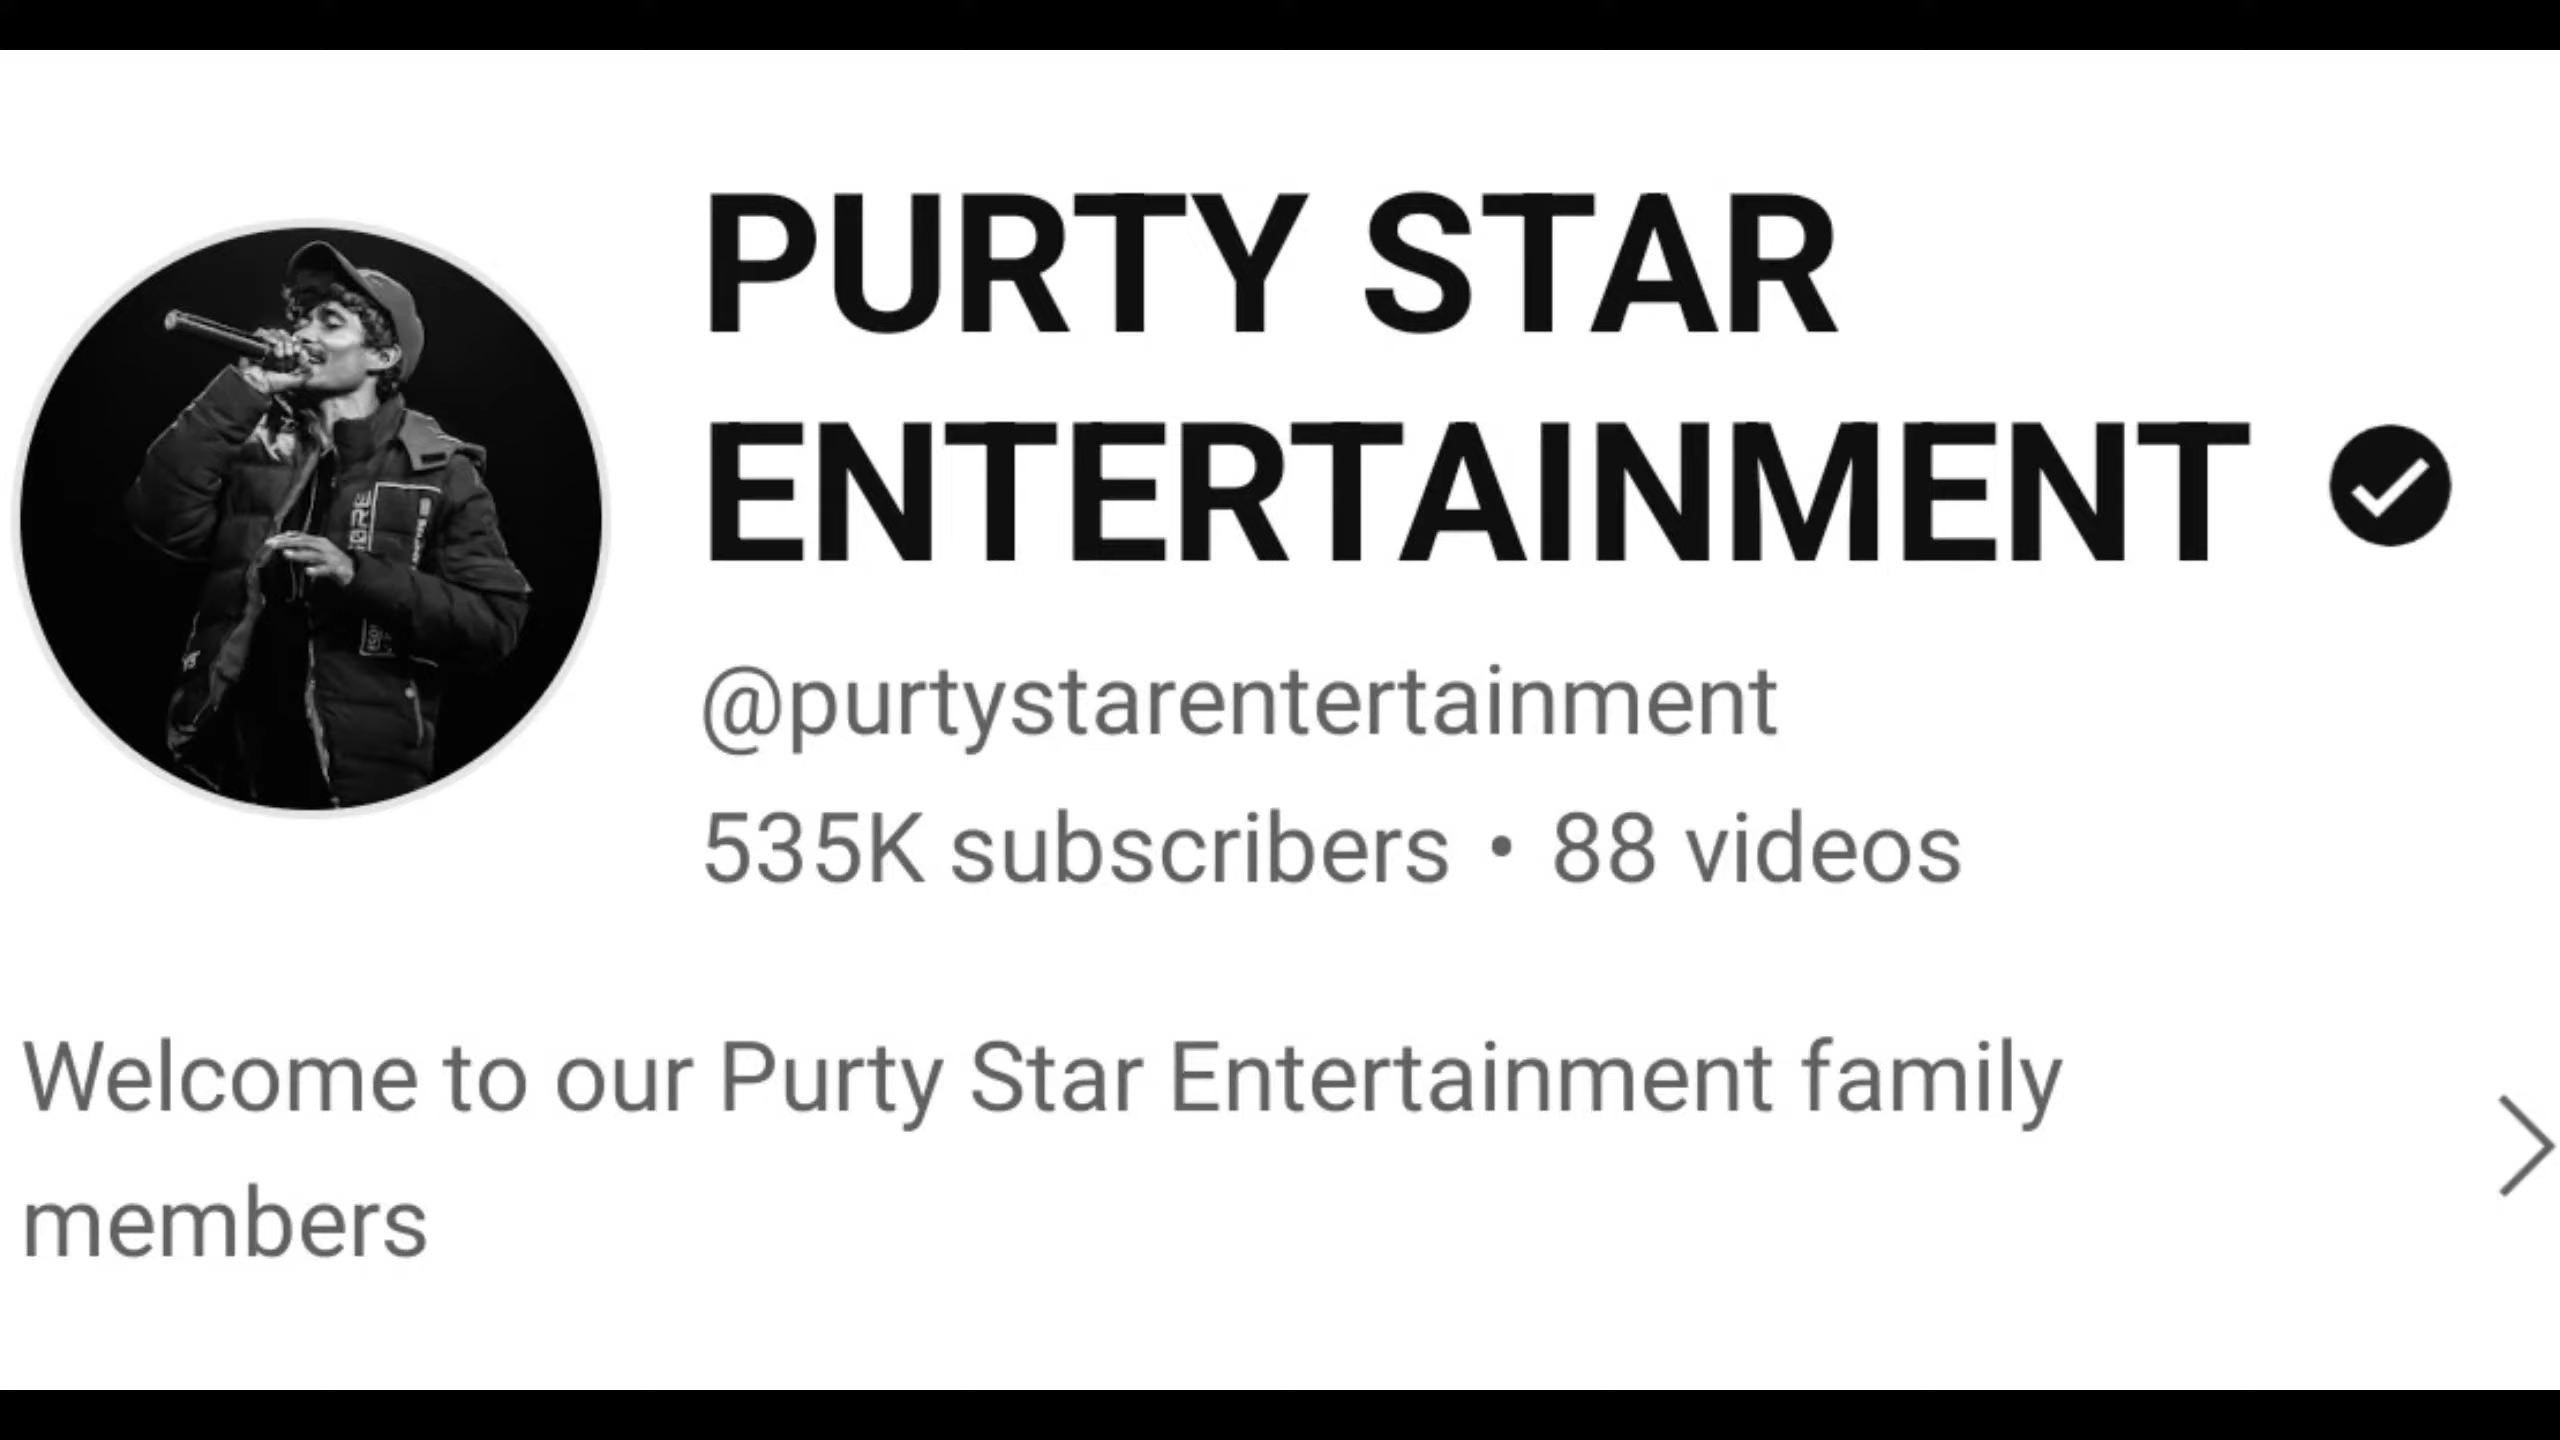 PURTY STAR
ENTERTAINMENT
@purtystarentertainment
535K subscribers • 88 videos
Welcome to our Purty Star Entertainment family
members